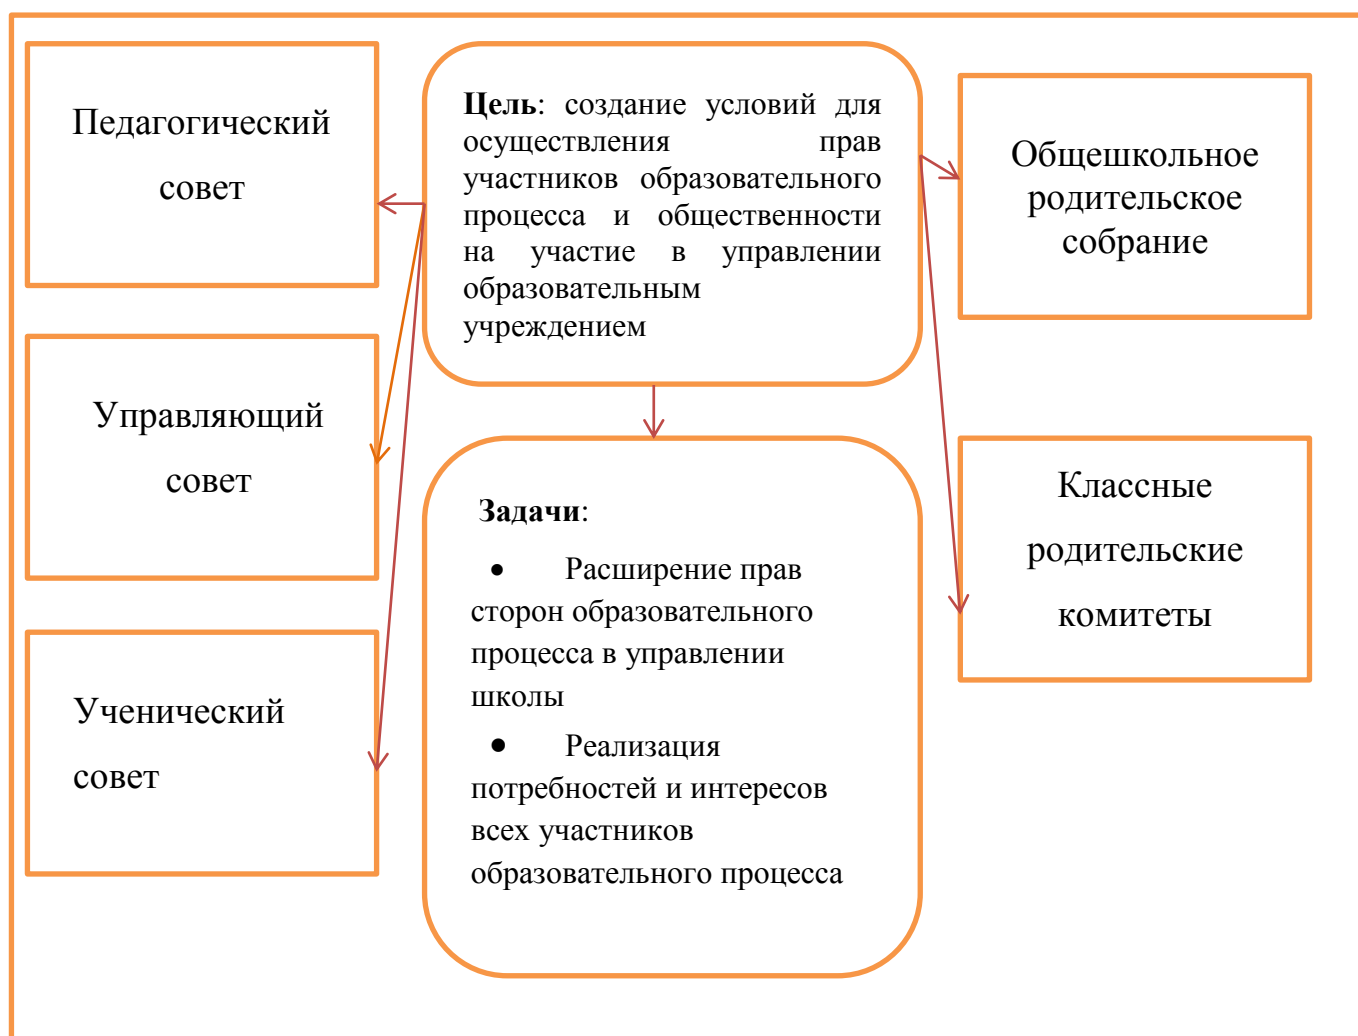 Педагогический
совет
Управляющий
совет
Ученический
совет
Цель: создание условий для
осуществления прав
участников образовательного
процесса и общественности
на участие в управлении
образовательным
учреждением
Задачи:
• Расширение прав
сторон образовательного
процесса в управлении
школы
• Реализация
потребностей и интересов
всех участников
образовательного процесса
Общешкольное
родительское
собрание
Классные
родительские
комитеты